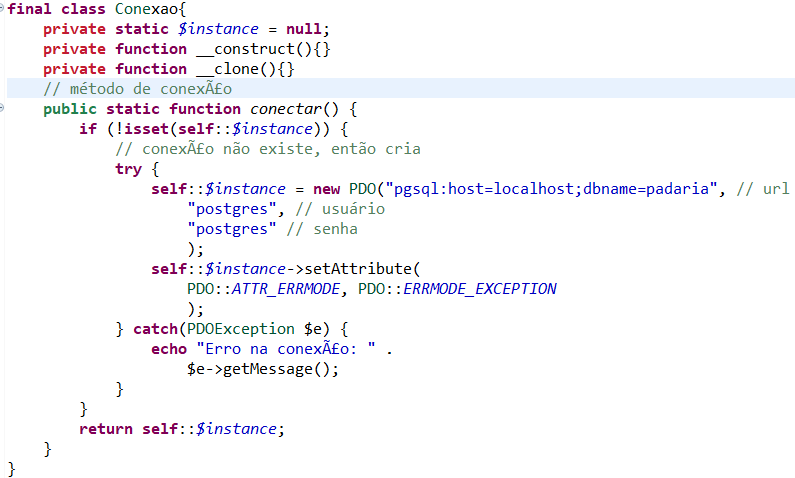 final class Conexao{
    private static $instance = null;
    private function __construct(){}
    private function __clone(){}
    // método de conexÃ£o
    public static function conectar() {
        if (!isset(self::$instance)) {
            // conexÃ£o não existe, então cria
            try {
                self::$instance = new PDO("pgsql:host=localhost;dbname=padaria", // url
                    "postgres", // usuário
                    "postgres" // senha
                    );
                self::$instance->setAttribute(
                    PDO::ATTR_ERRMODE, PDO::ERRMODE_EXCEPTION
                    );
            } catch(PDOException $e) {
                echo "Erro na conexÃ£o: " .
                    $e->getMessage();
            }
        }
        return self::$instance;
    }
}